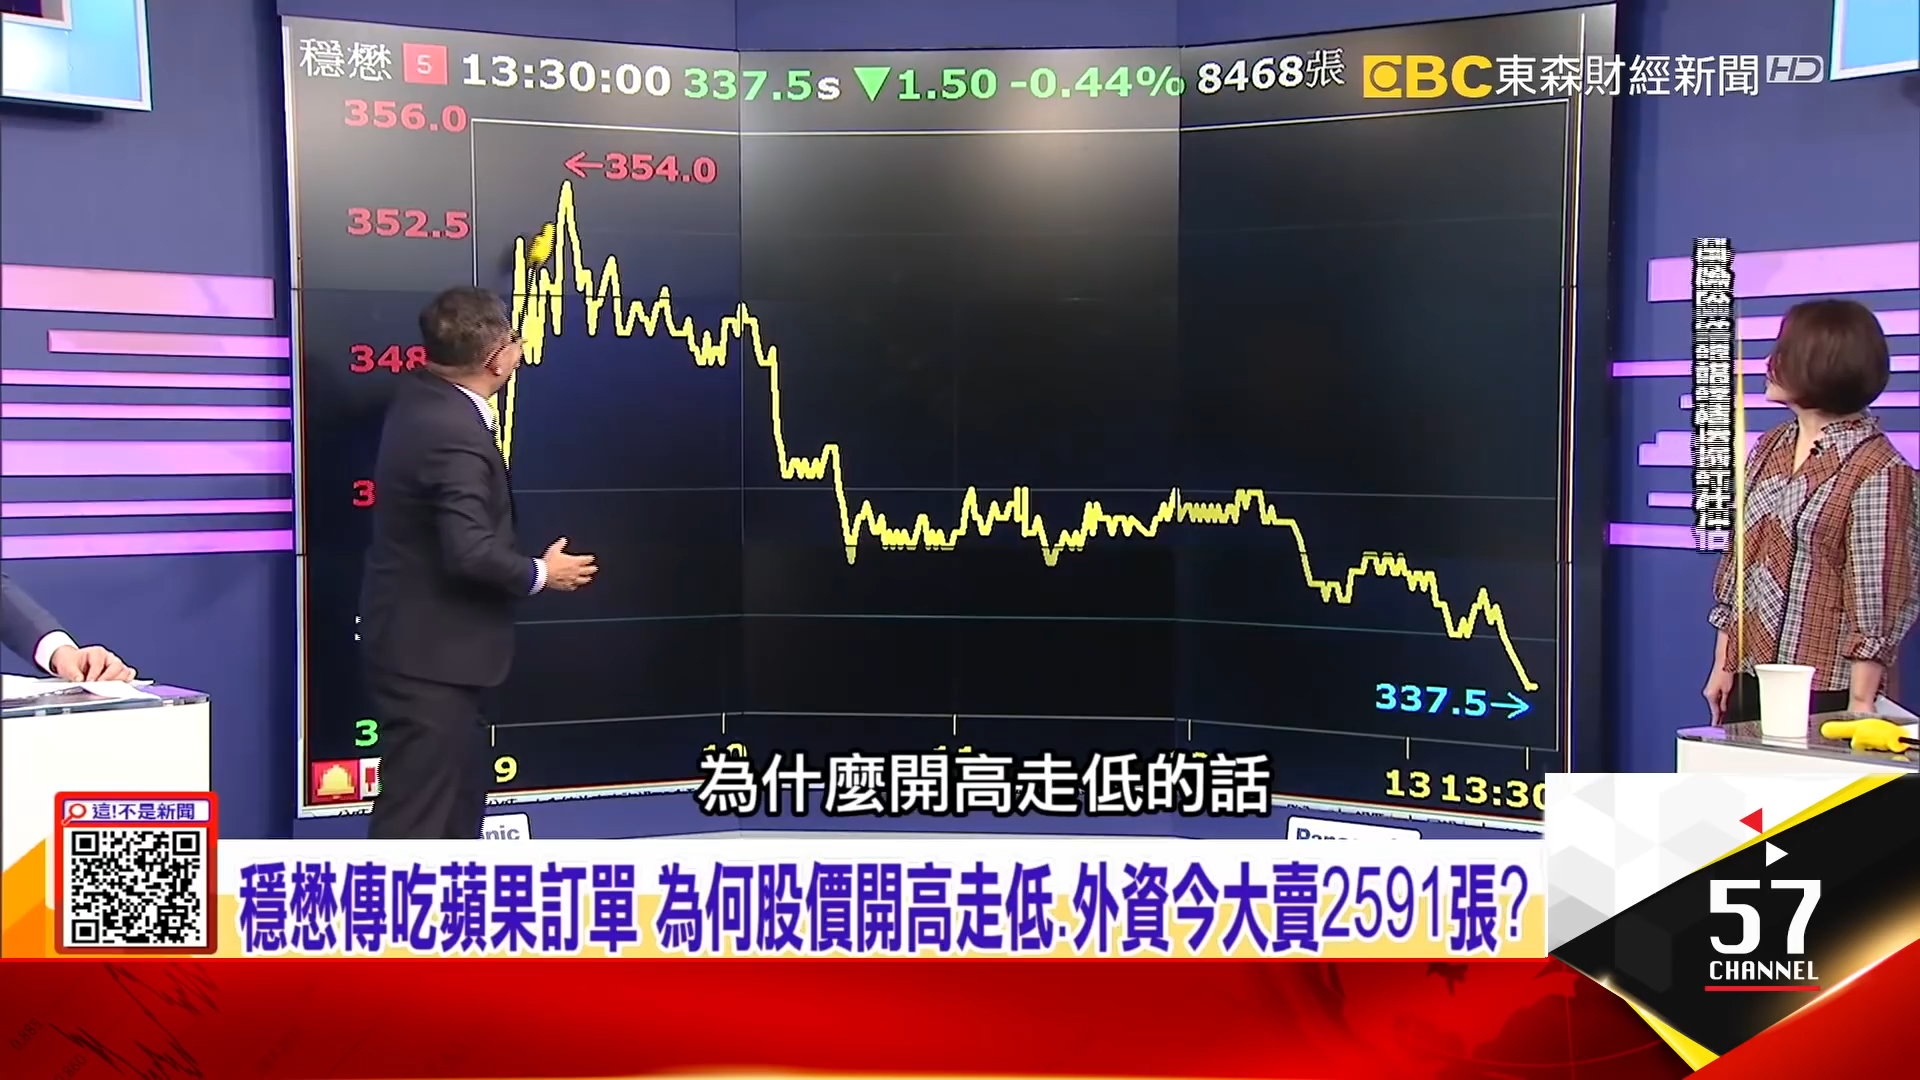 穩懋 5 13:30:00 337.5s ▼1.50 -0.44% 8468張
EBC 東森財經新聞 HD
356.0
←354.0
352.5
348
337.5→
9
13 13:30
為什麼開高走低的話
這!不是新聞
穩懋傳吃蘋果訂單 為何股價開高走低.外資今大賣2591張?
57
CHANNEL